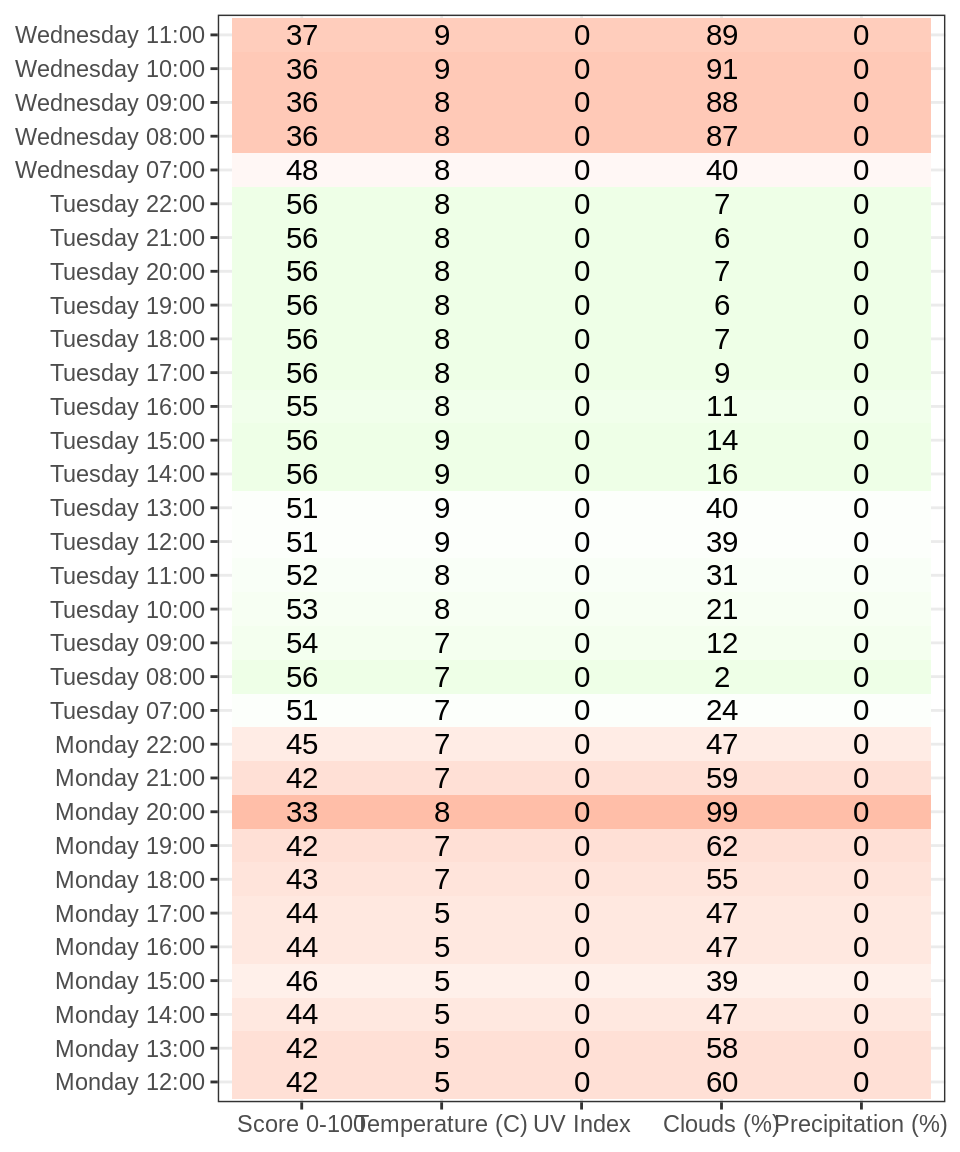 Wednesday 11:00 37 9 0 89 0
Wednesday 10:00 36 9 0 91 0
Wednesday 09:00 36 8 0 88 0
Wednesday 08:00 36 8 0 87 0
Wednesday 07:00 48 8 0 40 0
Tuesday 22:00 56 8 0 7 0
Tuesday 21:00 56 8 0 6 0
Tuesday 20:00 56 8 0 7 0
Tuesday 19:00 56 8 0 6 0
Tuesday 18:00 56 8 0 7 0
Tuesday 17:00 56 8 0 9 0
Tuesday 16:00 55 8 0 11 0
Tuesday 15:00 56 9 0 14 0
Tuesday 14:00 56 9 0 16 0
Tuesday 13:00 51 9 0 40 0
Tuesday 12:00 51 9 0 39 0
Tuesday 11:00 52 8 0 31 0
Tuesday 10:00 53 8 0 21 0
Tuesday 09:00 54 7 0 12 0
Tuesday 08:00 56 7 0 2 0
Tuesday 07:00 51 7 0 24 0
Monday 22:00 45 7 0 47 0
Monday 21:00 42 7 0 59 0
Monday 20:00 33 8 0 99 0
Monday 19:00 42 7 0 62 0
Monday 18:00 43 7 0 55 0
Monday 17:00 44 5 0 47 0
Monday 16:00 44 5 0 47 0
Monday 15:00 46 5 0 39 0
Monday 14:00 44 5 0 47 0
Monday 13:00 42 5 0 58 0
Monday 12:00 42 5 0 60 0
Score 0-100 Temperature (C) UV Index Clouds (%) Precipitation (%)